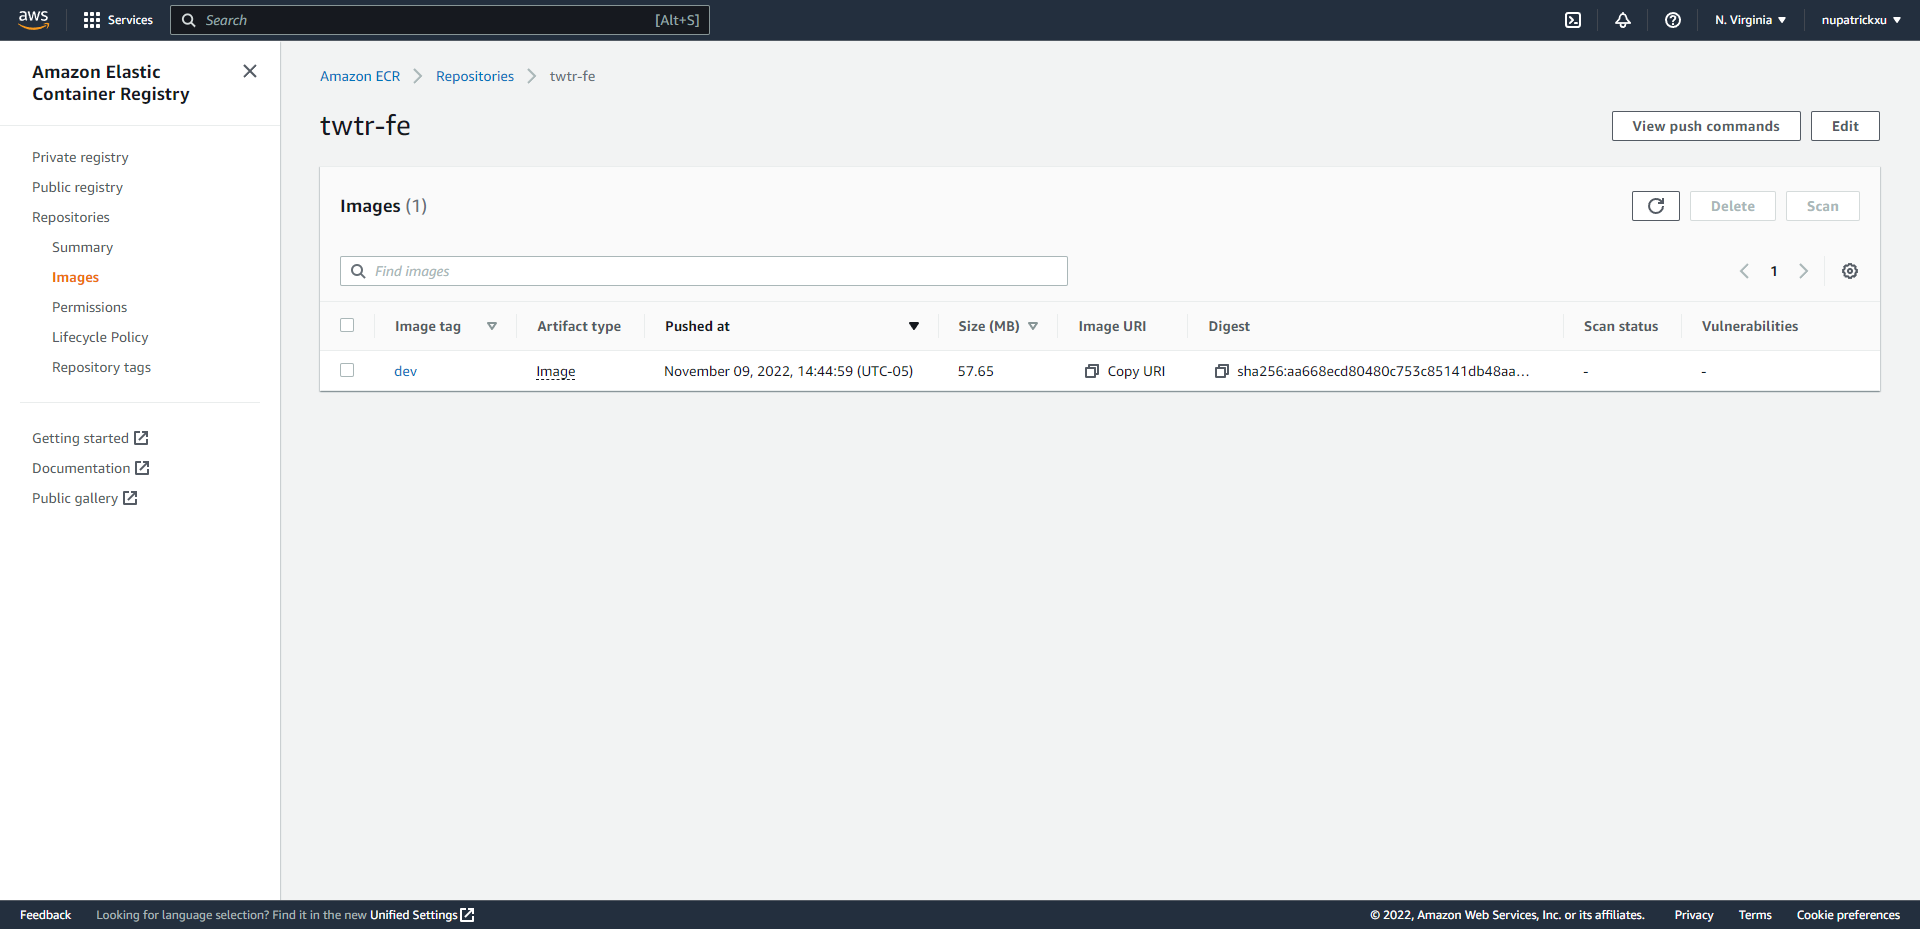 aws
Services
Search
[Alt+S]
N. Virginia
nupatrickxu
Amazon Elastic
Container Registry
Private registry
Public registry
Repositories
Summary
Images
Permissions
Lifecycle Policy
Repository tags
Getting started
Documentation
Public gallery
Amazon ECR
Repositories
twtr-fe
twtr-fe
View push commands
Edit
Images (1)
Delete
Scan
Find images
1
Image tag
Artifact type
Pushed at
Size (MB)
Image URI
Digest
Scan status
Vulnerabilities
dev
Image
November 09, 2022, 14:44:59 (UTC-05)
57.65
Copy URI
sha256:aa668ecd80480c753c85141db48aa...
-
-
Feedback
Looking for language selection? Find it in the new Unified Settings
© 2022, Amazon Web Services, Inc. or its affiliates.
Privacy
Terms
Cookie preferences